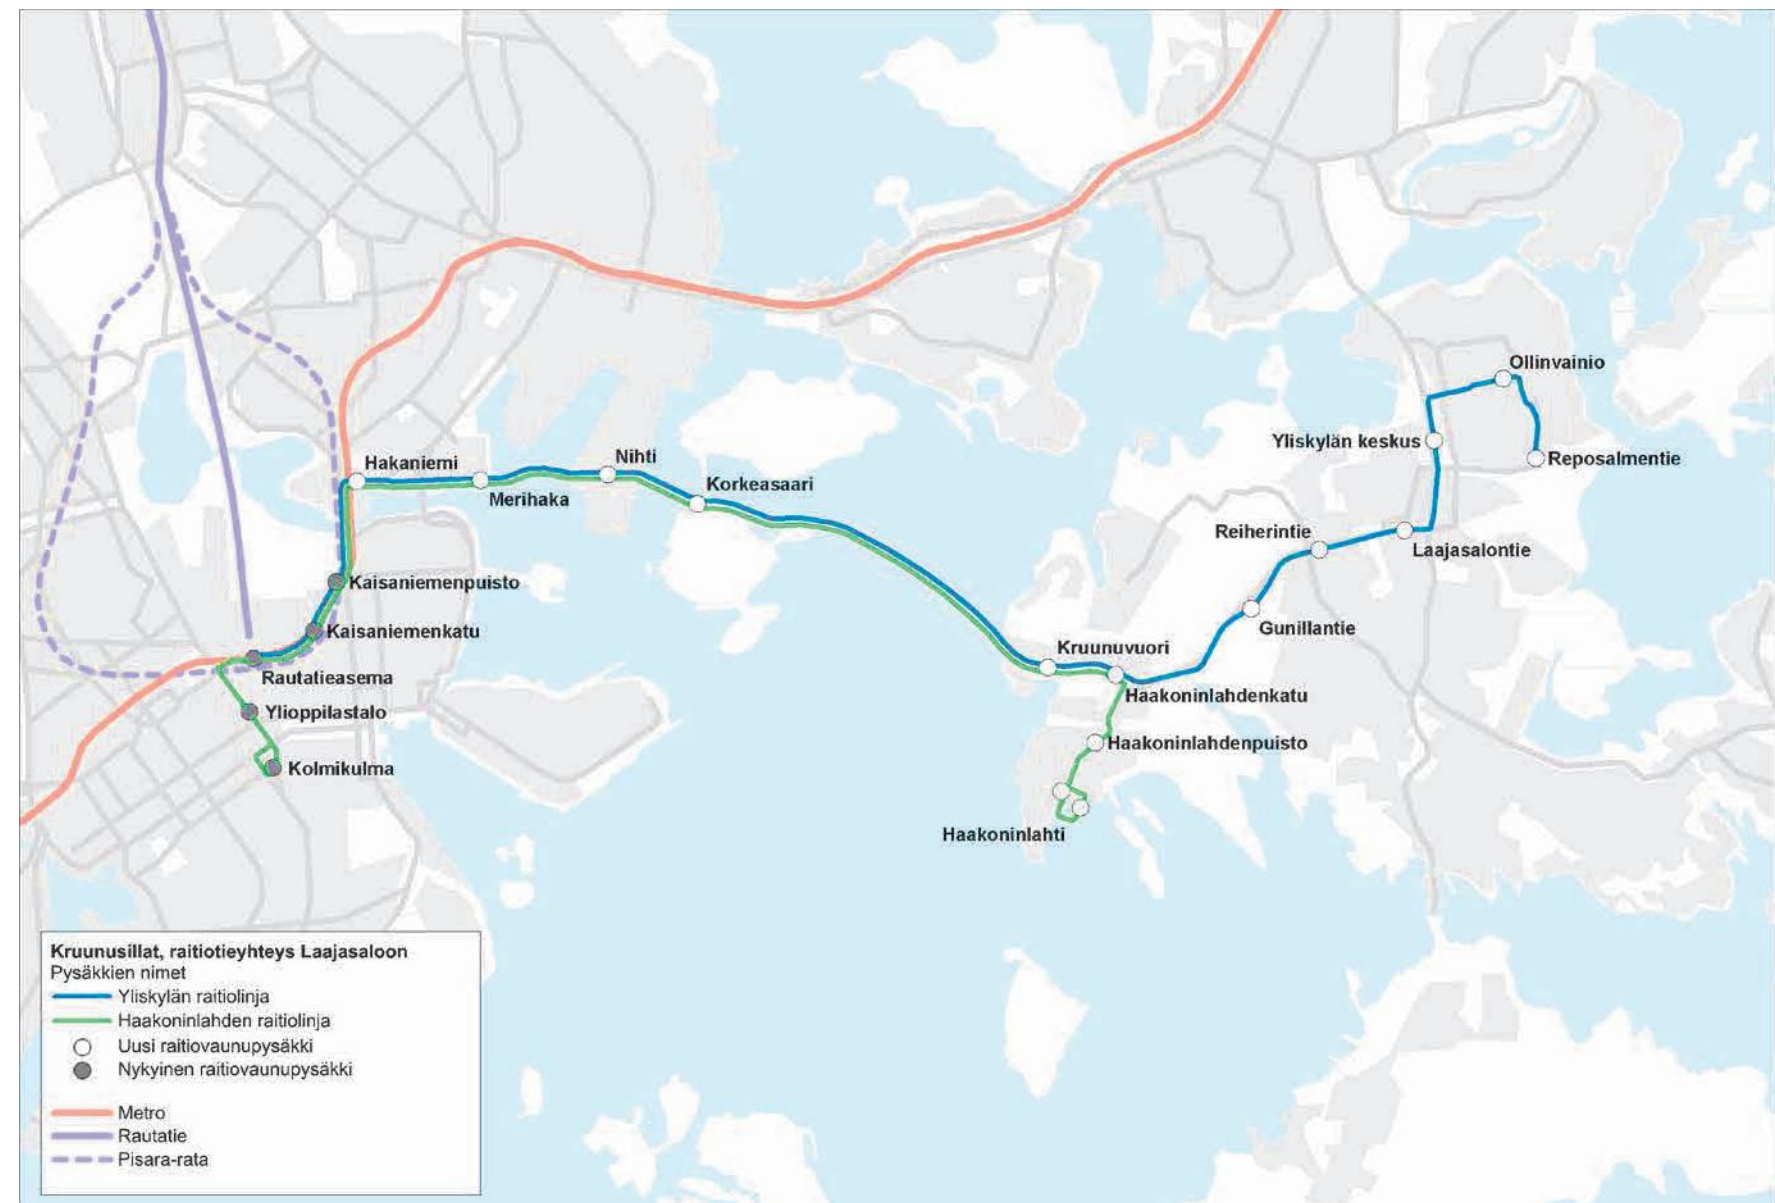 Ollinvainio
Yliskylän keskus
Reposalmentie
Hakaniemi
Nihti
Merihaka
Korkeasaari
Reiherintie
Laajasalontie
Kaisaniemenpuisto
Kaisaniemenkatu
Gunillantie
Kruunuvuori
Rautatieasema
Haakoninlahdenkatu
Ylioppilastalo
Haakoninlahdenpuisto
Kolmikulma
Haakoninlahti
Kruunusillat, raitiotieyhteys Laajasaloon
Pysäkkien nimet
Yliskylän raitiolinja
Haakoninlahden raitiolinja
Uusi raitiovaunupysäkki
Nykyinen raitiovaunupysäkki
Metro
Rautatie
Pisara-rata